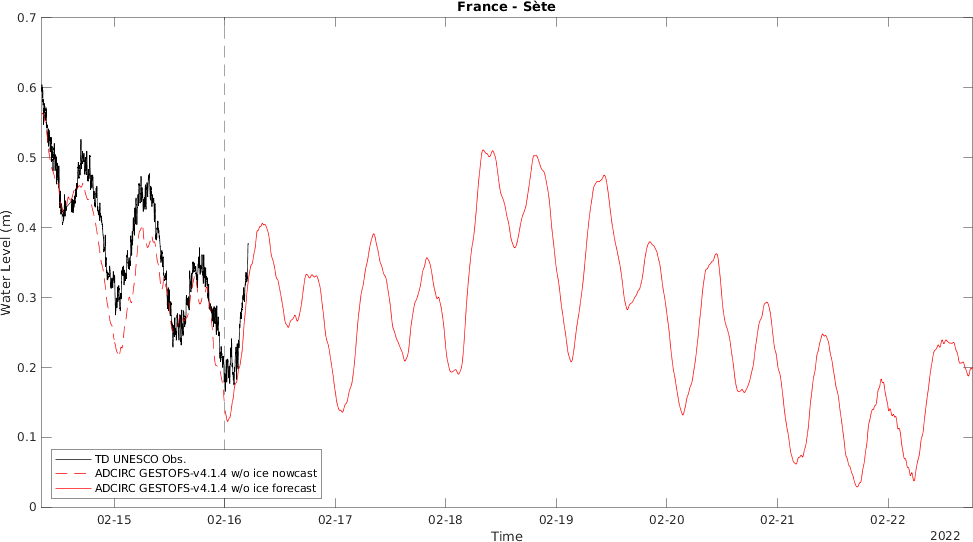 France - Sète
0.7
0.6
0.5
0.4
0.3
0.2
0.1
0
Water Level (m)
TD UNESCO Obs.
ADCIRC GESTOFS-v4.1.4 w/o ice nowcast
ADCIRC GESTOFS-v4.1.4 w/o ice forecast
02-15 02-16 02-17 02-18 02-19 02-20 02-21 02-22
Time
2022